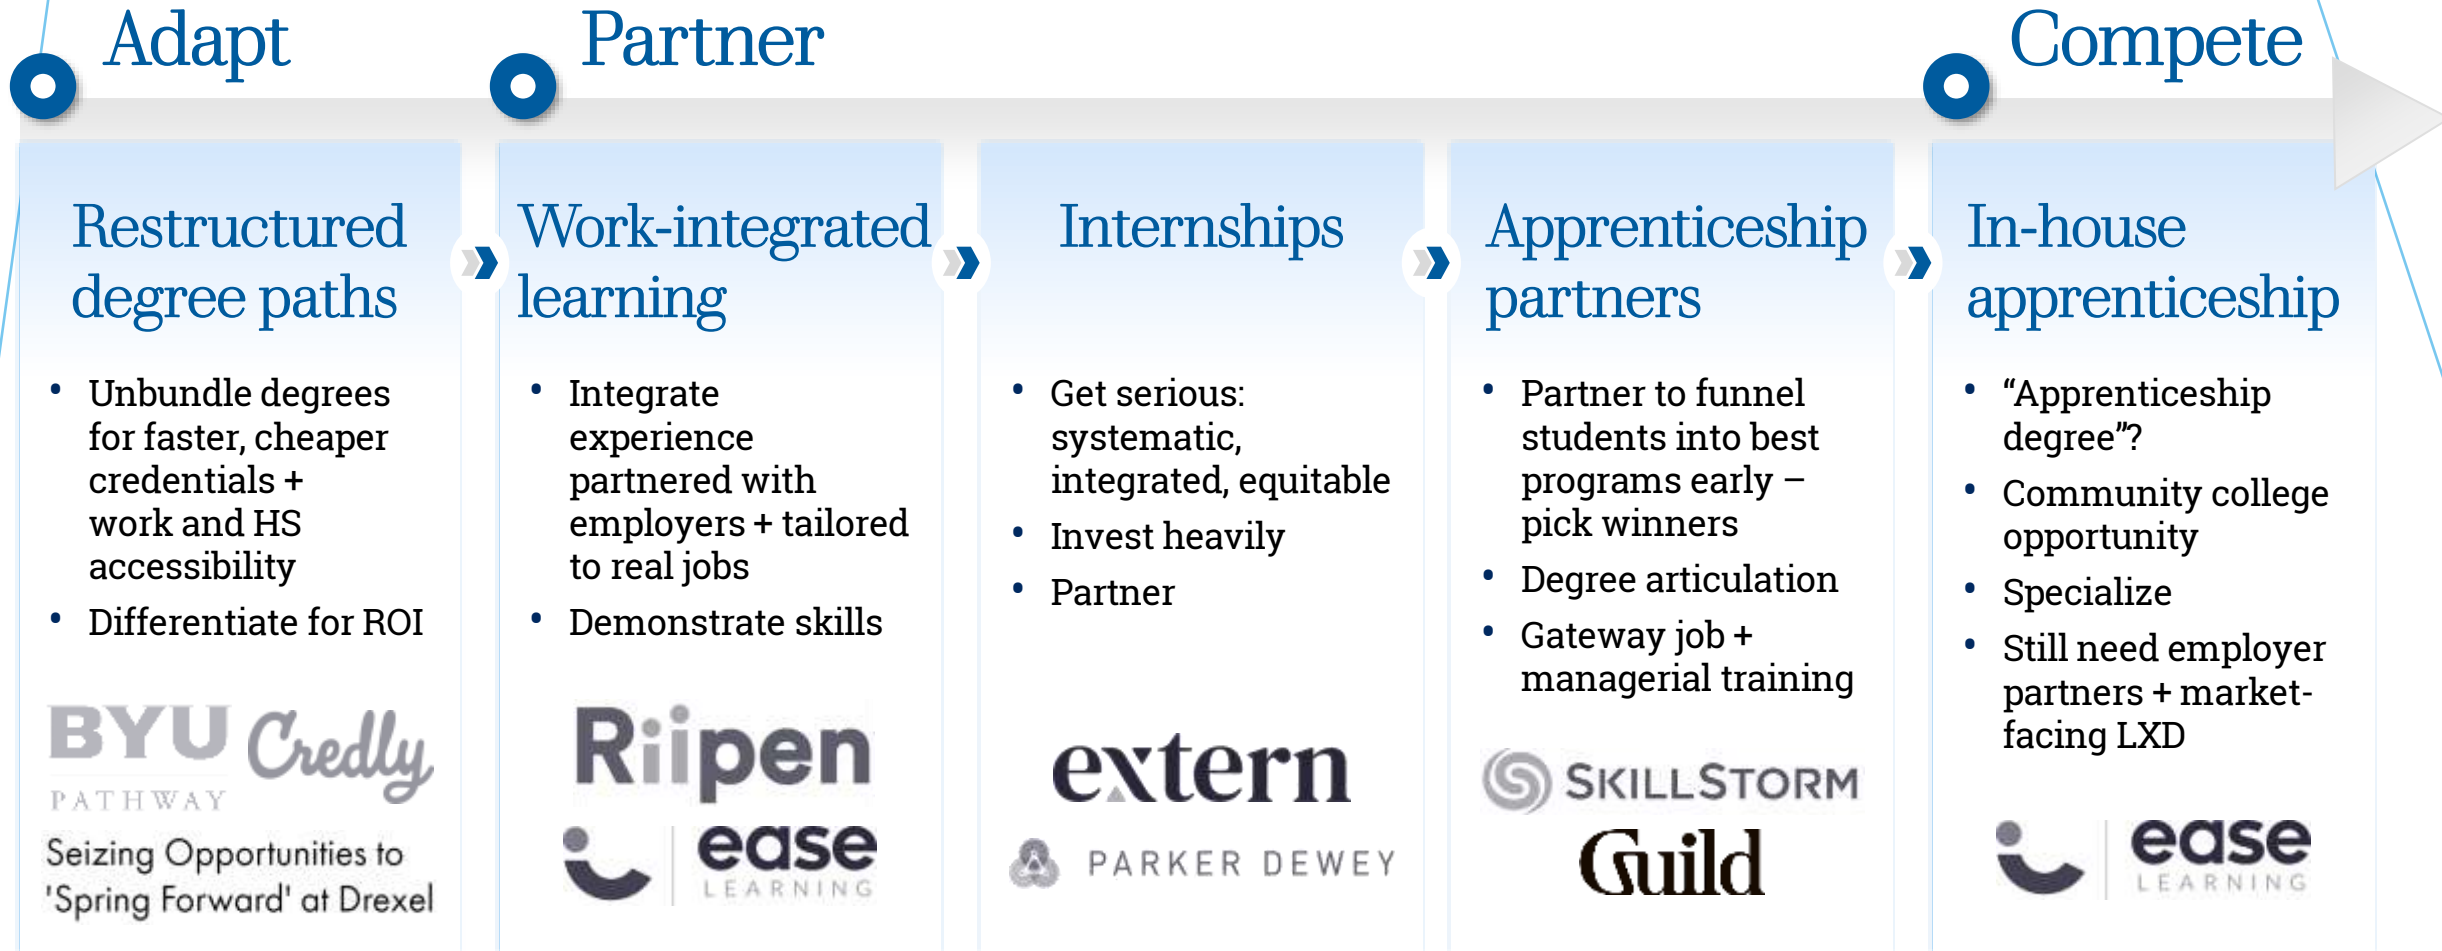 Adapt
Partner
Compete
Restructured
degree paths
• Unbundle degrees
for faster, cheaper
credentials +
work and HS
accessibility
• Differentiate for ROI
BYU
PATHWAY
Credly
Seizing Opportunities to
'Spring Forward' at Drexel
Work-integrated
learning
• Integrate
experience
partnered with
employers + tailored
to real jobs
• Demonstrate skills
Riipen
ease
LEARNING
Internships
• Get serious:
systematic,
integrated, equitable
• Invest heavily
• Partner
extern
PARKER DEWEY
Apprenticeship
partners
• Partner to funnel
students into best
programs early –
pick winners
• Degree articulation
• Gateway job +
managerial training
SKILLSTORM
Guild
In-house
apprenticeship
• “Apprenticeship
degree”?
• Community college
opportunity
• Specialize
• Still need employer
partners + market-
facing LXD
ease
LEARNING